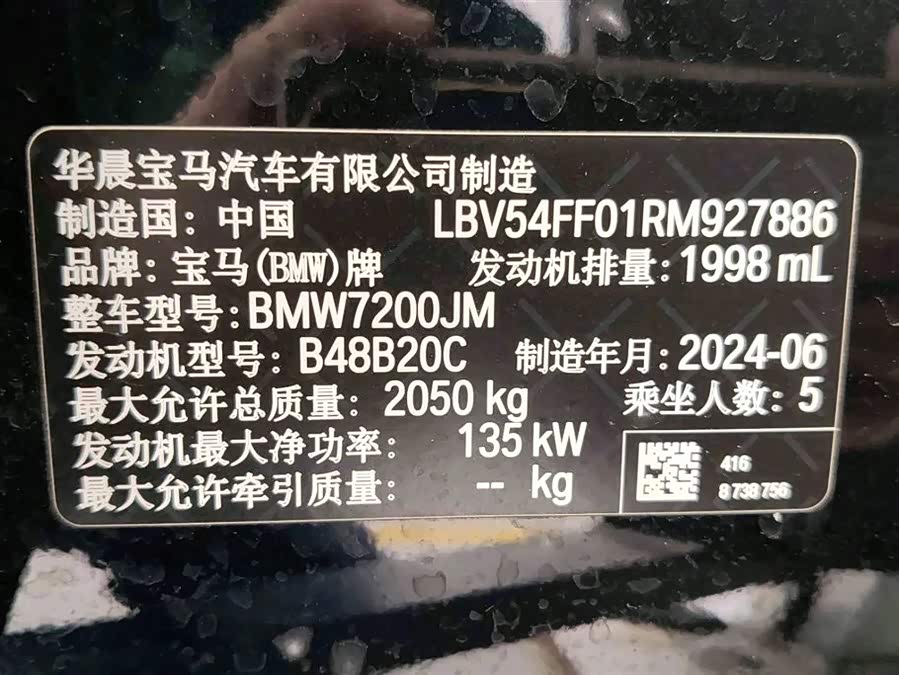 华晨宝马汽车有限公司制造
制造国：中国 LBV54FF01RM927886
品牌：宝马(BMW)牌 发动机排量：1998 mL
整车型号：BMW7200JM
发动机型号：B48B20C 制造年月：2024-06
最大允许总质量：2050 kg 乘坐人数：5
发动机最大净功率：135 kW
最大允许牵引质量：-- kg
416
8 738 756